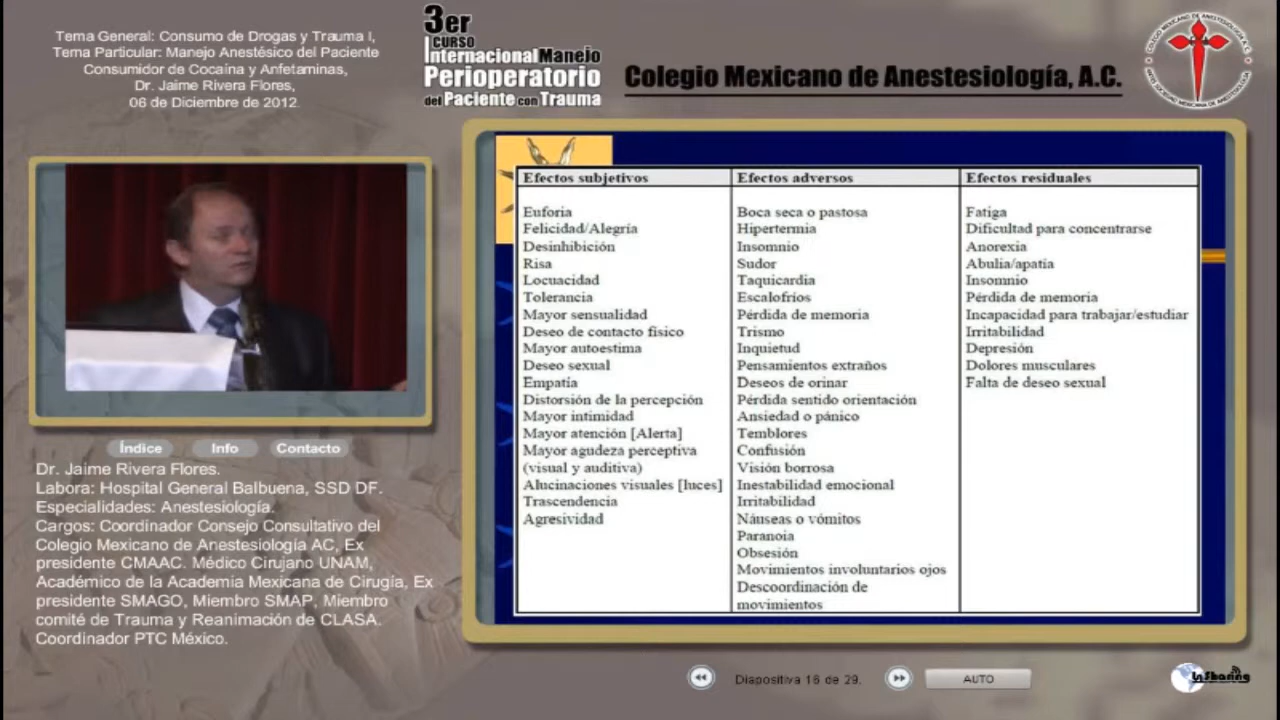 Tema General: Consumo de Drogas y Trauma I,
Tema Particular: Manejo Anestésico del Paciente
Consumidor de Cocaína y Anfetaminas,
Dr. Jaime Rivera Flores,
06 de Diciembre de 2012.
3er
CURSO
Internacional Manejo
Perioperatorio
del Paciente con Trauma
Colegio Mexicano de Anestesiología, A.C.
Índice
Info
Contacto
Dr. Jaime Rivera Flores.
Labora: Hospital General Balbuena, SSD DF.
Especialidades: Anestesiología.
Cargos: Coordinador Consejo Consultativo del
Colegio Mexicano de Anestesiología AC, Ex
presidente CMAAC. Médico Cirujano UNAM,
Académico de la Academia Mexicana de Cirugía, Ex
presidente SMAGO, Miembro SMAP, Miembro
comité de Trauma y Reanimación de CLASA.
Coordinador PTC México.
Efectos subjetivos
Euforia
Felicidad/Alegría
Desinhibición
Risa
Locuacidad
Tolerancia
Mayor sensualidad
Deseo de contacto físico
Mayor autoestima
Deseo sexual
Empatía
Distorsión de la percepción
Mayor intimidad
Mayor atención [Alerta]
Mayor agudeza perceptiva
(visual y auditiva)
Alucinaciones visuales [luces]
Trascendencia
Agresividad
Efectos adversos
Boca seca o pastosa
Hipertermia
Insomnio
Sudor
Taquicardia
Escalofríos
Pérdida de memoria
Trismo
Inquietud
Pensamientos extraños
Deseos de orinar
Pérdida sentido orientación
Ansiedad o pánico
Temblores
Confusión
Visión borrosa
Inestabilidad emocional
Irritabilidad
Náuseas o vómitos
Paranoia
Obsesión
Movimientos involuntarios ojos
Descoordinación de
movimientos
Efectos residuales
Fatiga
Dificultad para concentrarse
Anorexia
Abulia/apatía
Insomnio
Pérdida de memoria
Incapacidad para trabajar/estudiar
Irritabilidad
Depresión
Dolores musculares
Falta de deseo sexual
Diapositiva 16 de 29.
AUTO
InSharing